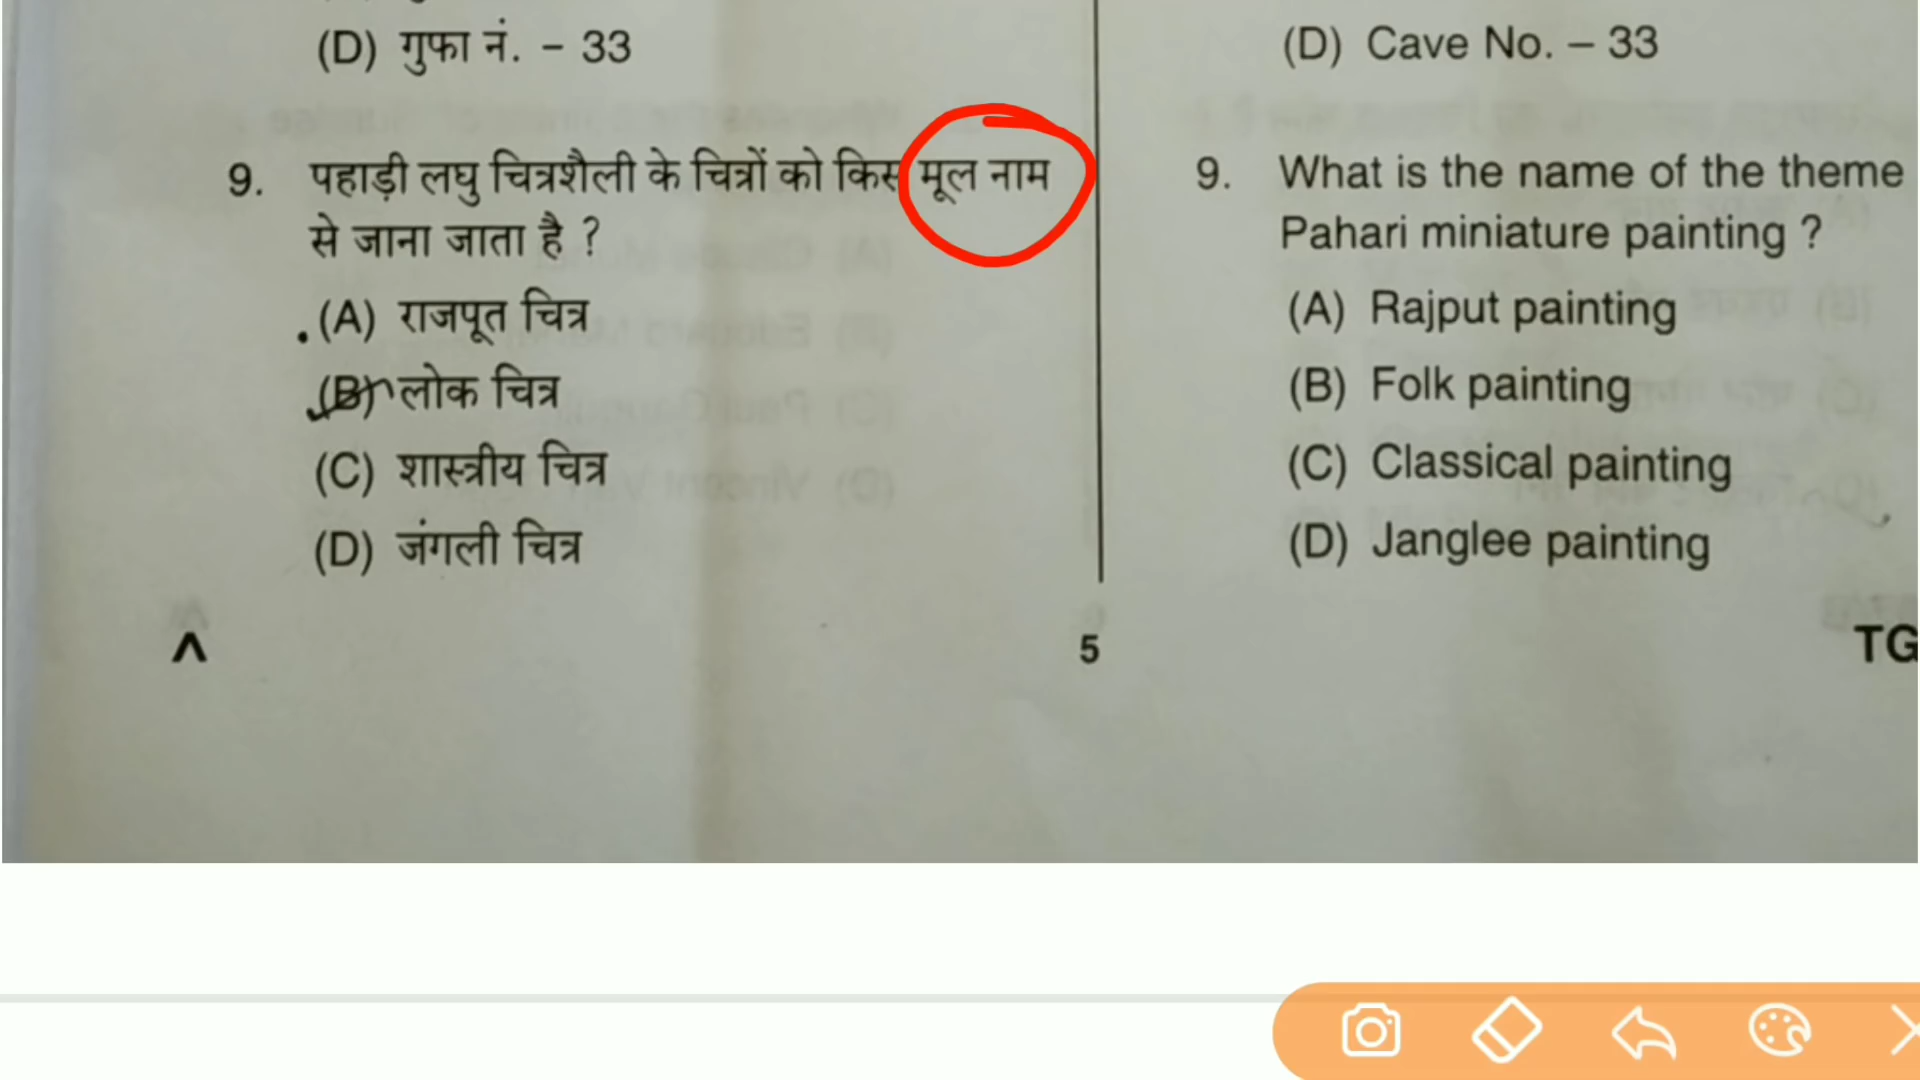 (D) गुफा नं. – 33
9. पहाड़ी लघु चित्रशैली के चित्रों को किस मूल नाम
से जाना जाता है ?
(A) राजपूत चित्र
(B) लोक चित्र
(C) शास्त्रीय चित्र
(D) जंगली चित्र
(D) Cave No. – 33
9. What is the name of the theme
Pahari miniature painting ?
(A) Rajput painting
(B) Folk painting
(C) Classical painting
(D) Janglee painting
5
TG